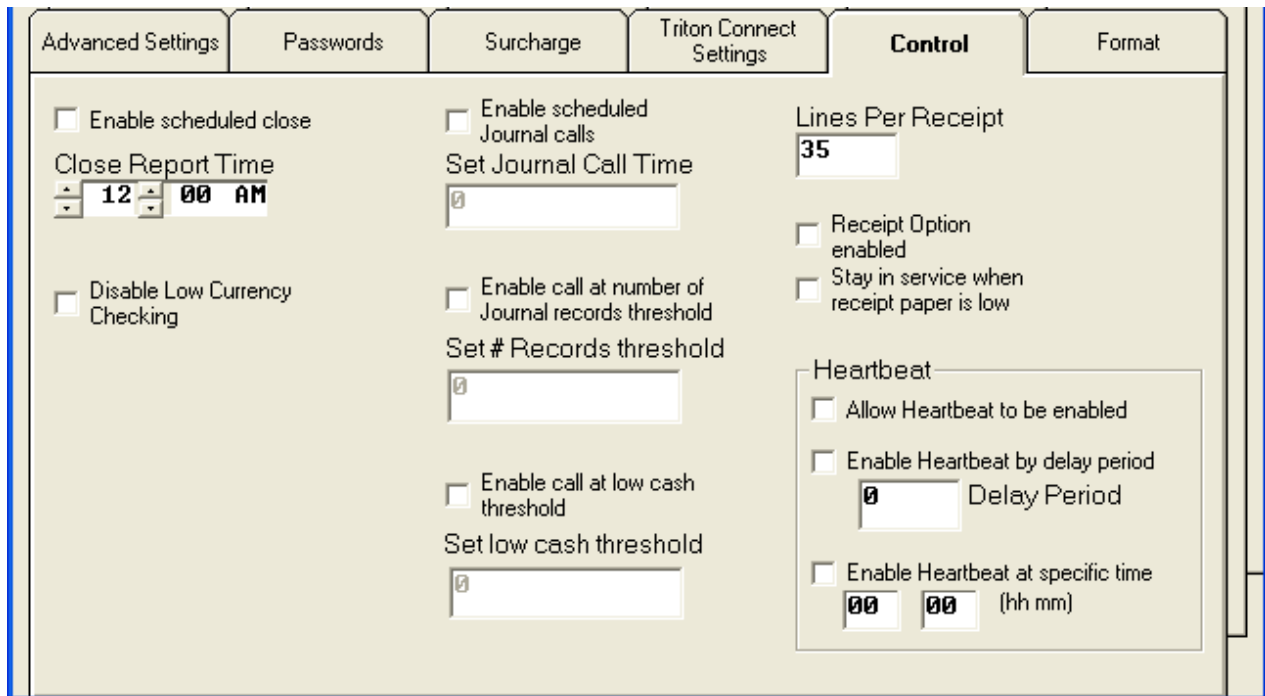 Advanced Settings
Passwords
Surcharge
Triton Connect
Settings
Control
Format
Enable scheduled close
Close Report Time
12 00 AM
Disable Low Currency
Checking
Enable scheduled
Journal calls
Set Journal Call Time
0
Enable call at number of
Journal records threshold
Set # Records threshold
0
Enable call at low cash
threshold
Set low cash threshold
0
Lines Per Receipt
35
Receipt Option
enabled
Stay in service when
receipt paper is low
Heartbeat
Allow Heartbeat to be enabled
Enable Heartbeat by delay period
0 Delay Period
Enable Heartbeat at specific time
00 00 (hh mm)